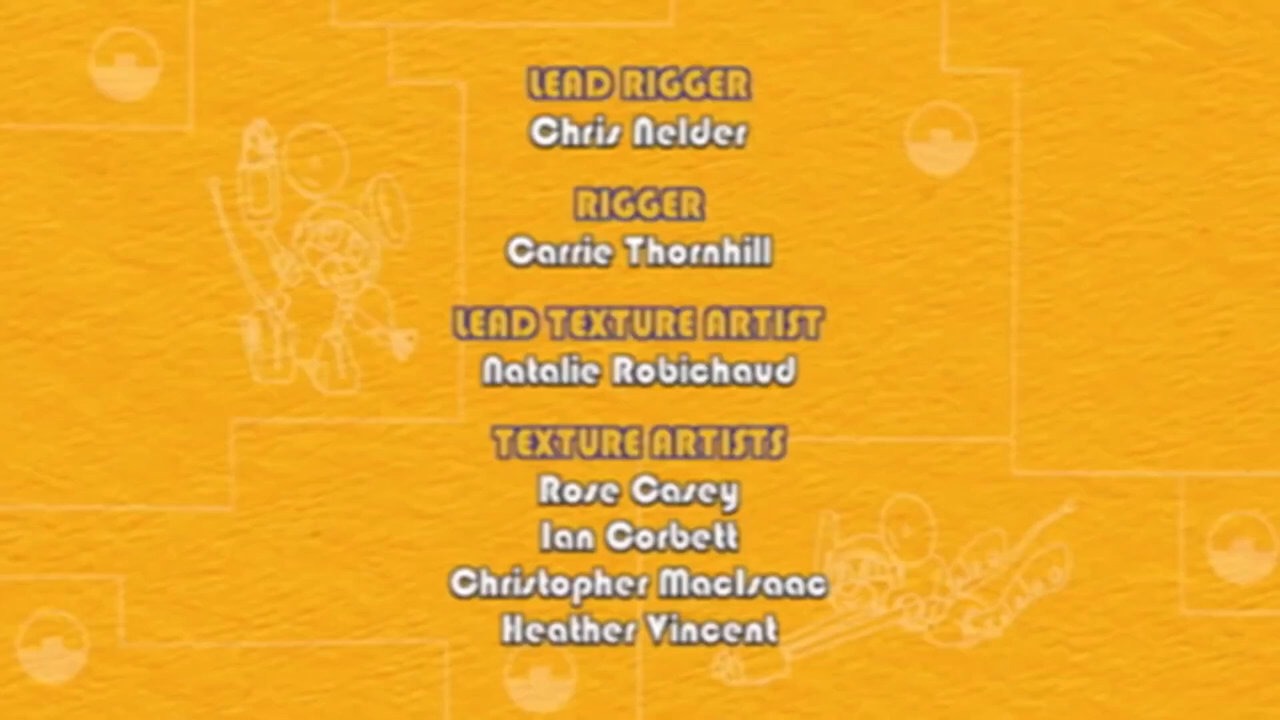 LEAD RIGGER
Chris Nelder
RIGGER
Carrie Thornhill
LEAD TEXTURE ARTIST
Natalie Robichaud
TEXTURE ARTISTS
Rose Casey
Ian Corbett
Christopher MacIsaac
Heather Vincent